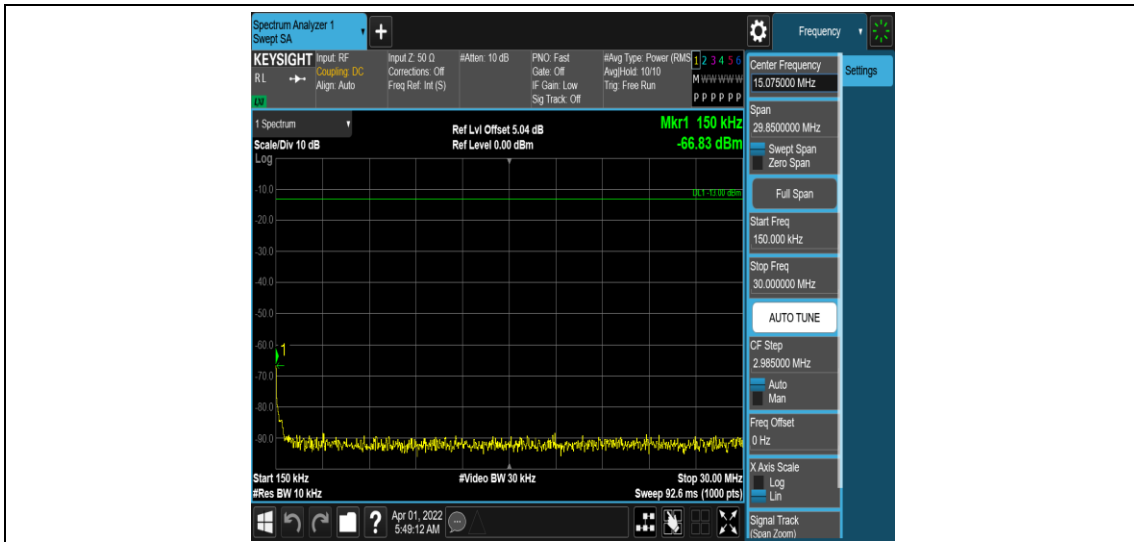 Spectrum Analyzer 1
Swept SA
+
Frequency
KEYSIGHT
RL
LXI
Input: RF
Coupling: DC
Align: Auto
Input Z: 50 Ω
Corrections: Off
Freq Ref: Int (S)
#Atten: 10 dB
PNO: Fast
Gate: Off
IF Gain: Low
Sig Track: Off
#Avg Type: Power (RMS
Avg|Hold: 10/10
Trig: Free Run
1 2 3 4 5 6
M W W W W W
P P P P P P
1 Spectrum
Scale/Div 10 dB
Log
Ref Lvl Offset 5.04 dB
Ref Level 0.00 dBm
Mkr1 150 kHz
-66.83 dBm
DL1 -13.00 dBm
-10.0
-20.0
-30.0
-40.0
-50.0
-60.0
1
-70.0
-80.0
-90.0
Start 150 kHz
#Res BW 10 kHz
#Video BW 30 kHz
Stop 30.00 MHz
Sweep 92.6 ms (1000 pts)
Center Frequency
15.075000 MHz
Settings
Span
29.8500000 MHz
Swept Span
Zero Span
Full Span
Start Freq
150.000 kHz
Stop Freq
30.000000 MHz
AUTO TUNE
CF Step
2.985000 MHz
Auto
Man
Freq Offset
0 Hz
X Axis Scale
Log
Lin
Signal Track
(Span Zoom)
?
Apr 01, 2022
5:49:12 AM